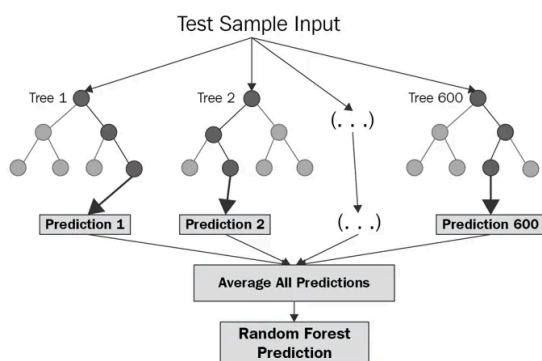 Test Sample Input
Tree 1
Tree 2
(...)
Tree 600
Prediction 1
Prediction 2
(...)
Prediction 600
Average All Predictions
Random Forest
Prediction